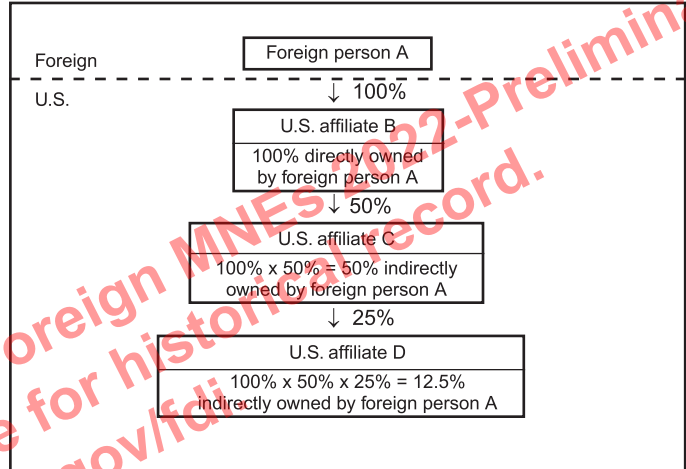 Foreign person A
Foreign
U.S.
↓ 100%
U.S. affiliate B
100% directly owned
by foreign person A
↓ 50%
U.S. affiliate C
100% x 50% = 50% indirectly
owned by foreign person A
↓ 25%
U.S. affiliate D
100% x 50% x 25% = 12.5%
indirectly owned by foreign person A
MNEs 2022-
for historical record.
gov/fdi.